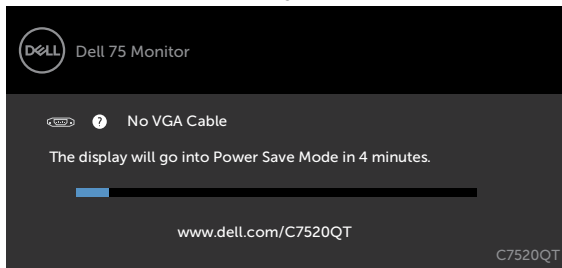 DELL
Dell 75 Monitor
? No VGA Cable
The display will go into Power Save Mode in 4 minutes.
www.dell.com/C7520QT
C7520QT